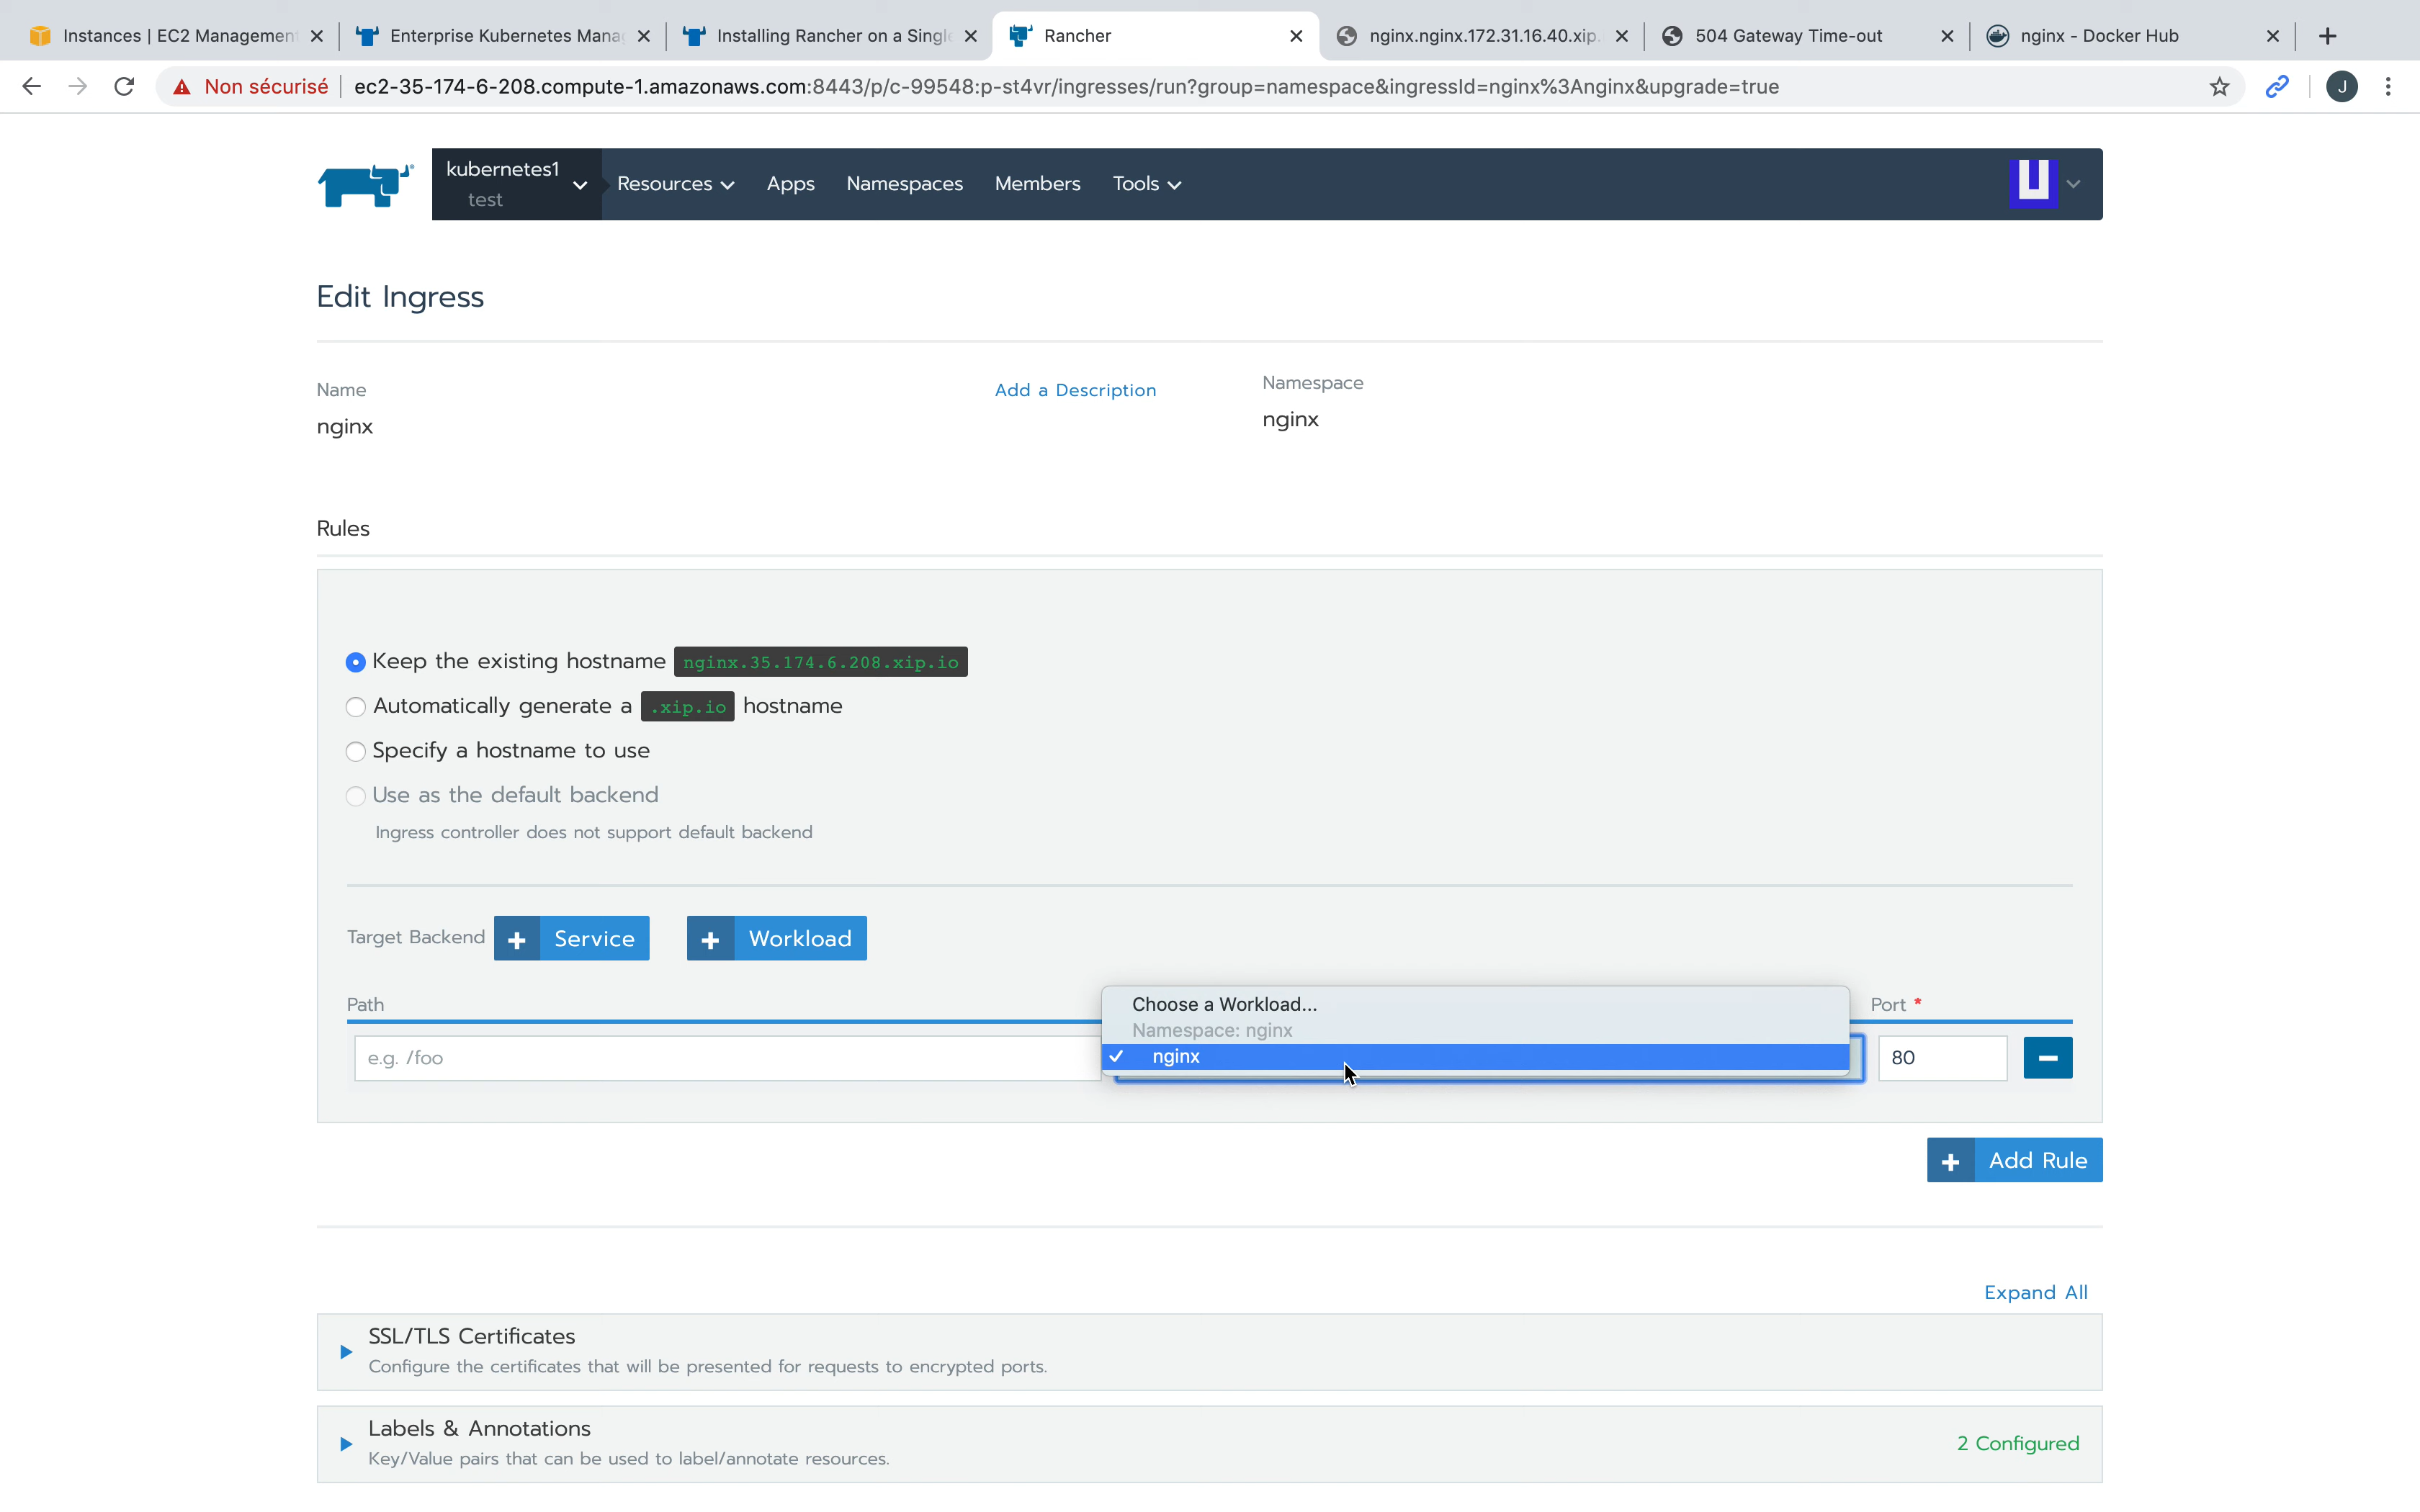 Instances | EC2 Management
Enterprise Kubernetes Mana
Installing Rancher on a Single
Rancher
nginx.nginx.172.31.16.40.xip.
504 Gateway Time-out
nginx - Docker Hub
Non sécurisé
ec2-35-174-6-208.compute-1.amazonaws.com:8443/p/c-99548:p-st4vr/ingresses/run?group=namespace&ingressId=nginx%3Anginx&upgrade=true
J
kubernetes1
test
Resources
Apps
Namespaces
Members
Tools
Edit Ingress
Name
Add a Description
Namespace
nginx
nginx
Rules
Keep the existing hostname nginx.35.174.6.208.xip.io
Automatically generate a .xip.io hostname
Specify a hostname to use
Use as the default backend
Ingress controller does not support default backend
Target Backend + Service + Workload
Path
Choose a Workload...
Port *
Namespace: nginx
e.g. /foo
✓ nginx
80
+ Add Rule
Expand All
SSL/TLS Certificates
Configure the certificates that will be presented for requests to encrypted ports.
Labels & Annotations
Key/Value pairs that can be used to label/annotate resources.
2 Configured